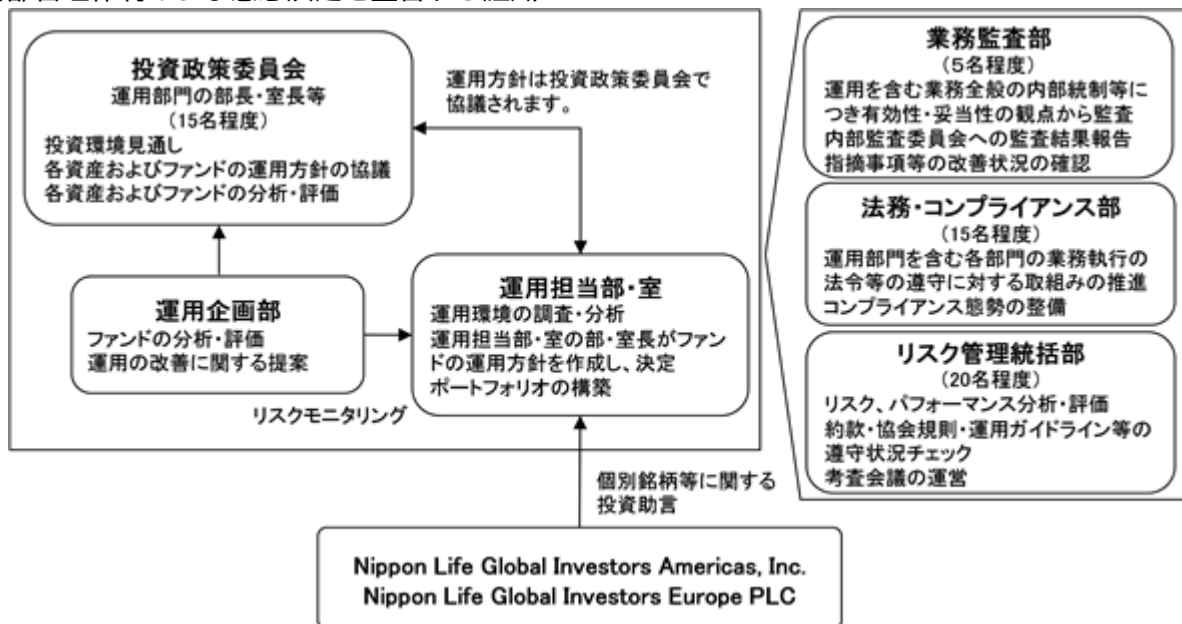 投資政策委員会
運用部門の部長・室長等
(15名程度)
投資環境見通し
各資産およびファンドの運用方針の協議
各資産およびファンドの分析・評価
運用方針は投資政策委員会で
協議されます。
運用企画部
ファンドの分析・評価
運用の改善に関する提案
運用担当部・室
運用環境の調査・分析
運用担当部・室の部・室長がファン
ドの運用方針を作成し、決定
ポートフォリオの構築
リスクモニタリング
個別銘柄等に関する
投資助言
Nippon Life Global Investors Americas, Inc.
Nippon Life Global Investors Europe PLC
業務監査部
(5名程度)
運用を含む業務全般の内部統制等に
つき有効性・妥当性の観点から監査
内部監査委員会への監査結果報告
指摘事項等の改善状況の確認
法務・コンプライアンス部
(15名程度)
運用部門を含む各部門の業務執行の
法令等の遵守に対する取組みの推進
コンプライアンス態勢の整備
リスク管理統括部
(20名程度)
リスク、パフォーマンス分析・評価
約款・協会規則・運用ガイドライン等の
遵守状況チェック
考査会議の運営